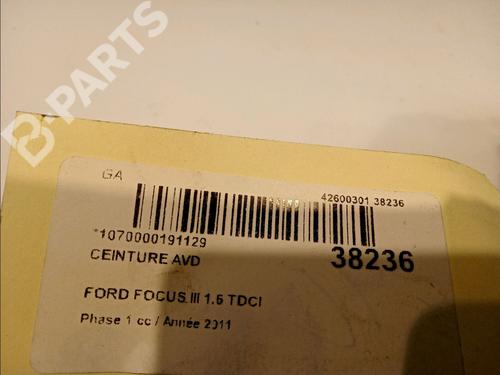 B-PARTS
GA
42600301 38236
*1070000191129
CEINTURE AVD
38236
FORD FOCUS III 1.6 TDCI
Phase 1 cc / Année 2011